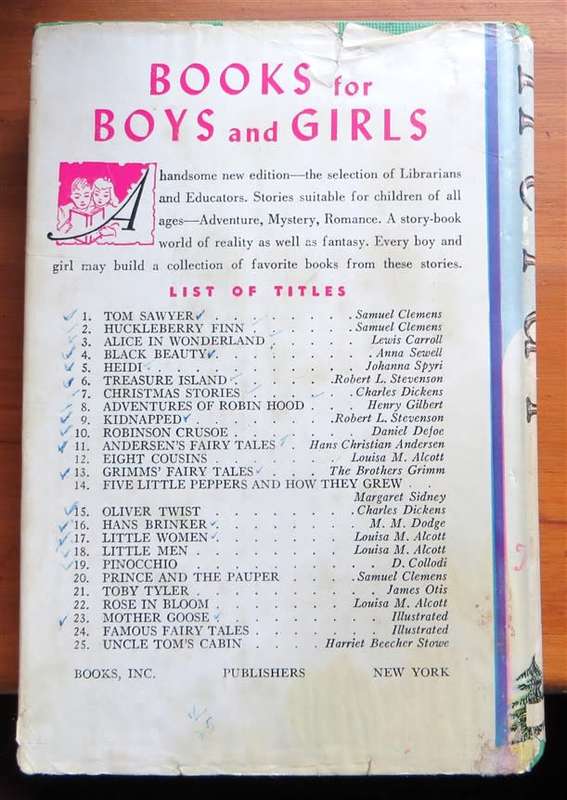 BOOKS for
BOYS and GIRLS
A handsome new edition—the selection of Librarians
and Educators. Stories suitable for children of all
ages—Adventure, Mystery, Romance. A story-book
world of reality as well as fantasy. Every boy and
girl may build a collection of favorite books from these stories.
LIST OF TITLES
1. TOM SAWYER . . . . . . . . . Samuel Clemens
2. HUCKLEBERRY FINN . . . . . . . Samuel Clemens
3. ALICE IN WONDERLAND . . . . . . Lewis Carroll
4. BLACK BEAUTY . . . . . . . . . Anna Sewell
5. HEIDI . . . . . . . . . . . Johanna Spyri
6. TREASURE ISLAND . . . . . . .Robert L. Stevenson
7. CHRISTMAS STORIES . . . . . . .Charles Dickens
8. ADVENTURES OF ROBIN HOOD . . . Henry Gilbert
9. KIDNAPPED . . . . . . . . .Robert L. Stevenson
10. ROBINSON CRUSOE . . . . . . . Daniel Defoe
11. ANDERSEN'S FAIRY TALES . . Hans Christian Andersen
12. EIGHT COUSINS . . . . . . . Louisa M. Alcott
13. GRIMMS' FAIRY TALES . . . . The Brothers Grimm
14. FIVE LITTLE PEPPERS AND HOW THEY GREW . .
Margaret Sidney
15. OLIVER TWIST . . . . . . . .Charles Dickens
16. HANS BRINKER . . . . . . . . M. M. Dodge
17. LITTLE WOMEN . . . . . . . Louisa M. Alcott
18. LITTLE MEN . . . . . . . . Louisa M. Alcott
19. PINOCCHIO . . . . . . . . . . D. Collodi
20. PRINCE AND THE PAUPER . . . .Samuel Clemens
21. TOBY TYLER . . . . . . . . . James Otis
22. ROSE IN BLOOM . . . . . . . Louisa M. Alcott
23. MOTHER GOOSE . . . . . . . . . Illustrated
24. FAMOUS FAIRY TALES . . . . . . . Illustrated
25. UNCLE TOM'S CABIN . . . . Harriet Beecher Stowe
BOOKS, INC. PUBLISHERS NEW YORK